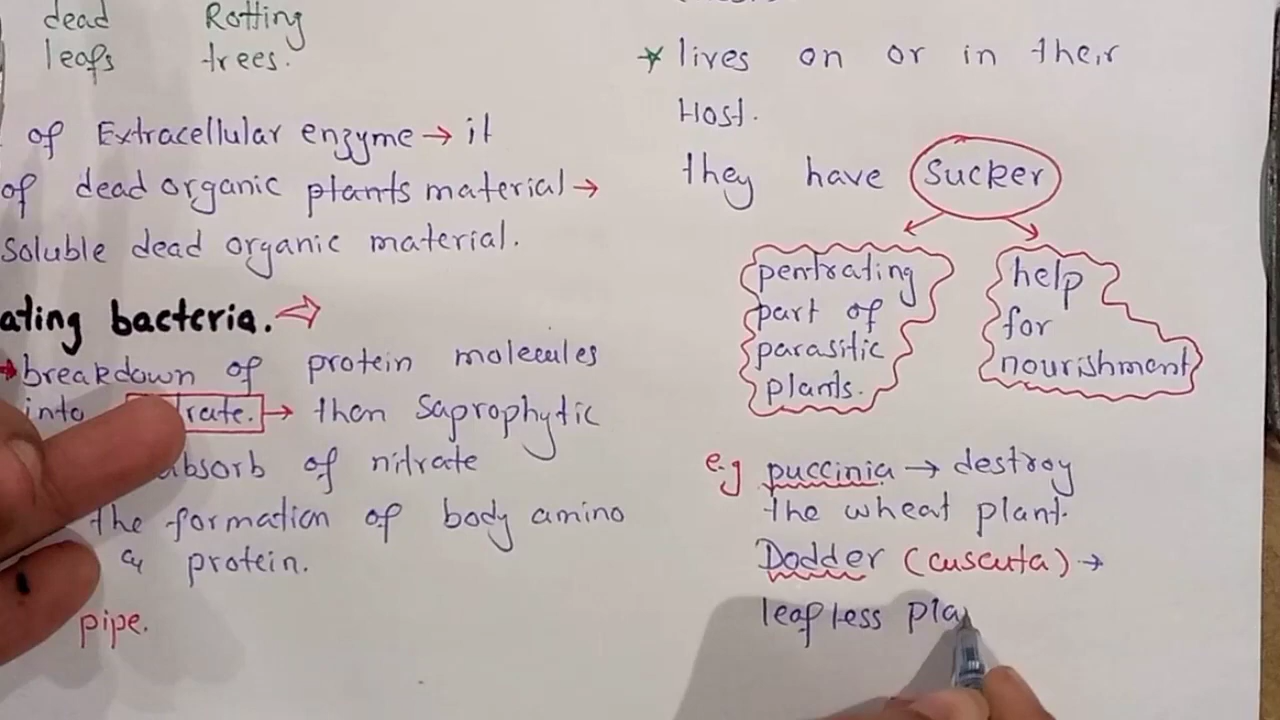 dead Rotting
leafs trees.
of Extracellular enzyme → it
of dead organic plants material →
Soluble dead organic material.
ating bacteria. ⇒
→ breakdown of protein molecules
into rate. → then Saprophytic
absorb of nitrate
the formation of body amino
& protein.
pipe.
* lives on or in their
Host.
they have Sucker
pentrating
part of
parasitic
plants.
help
for
nourishment
e.g puccinia → destroy
the wheat plant.
Dodder (cuscuta) →
leafless pla